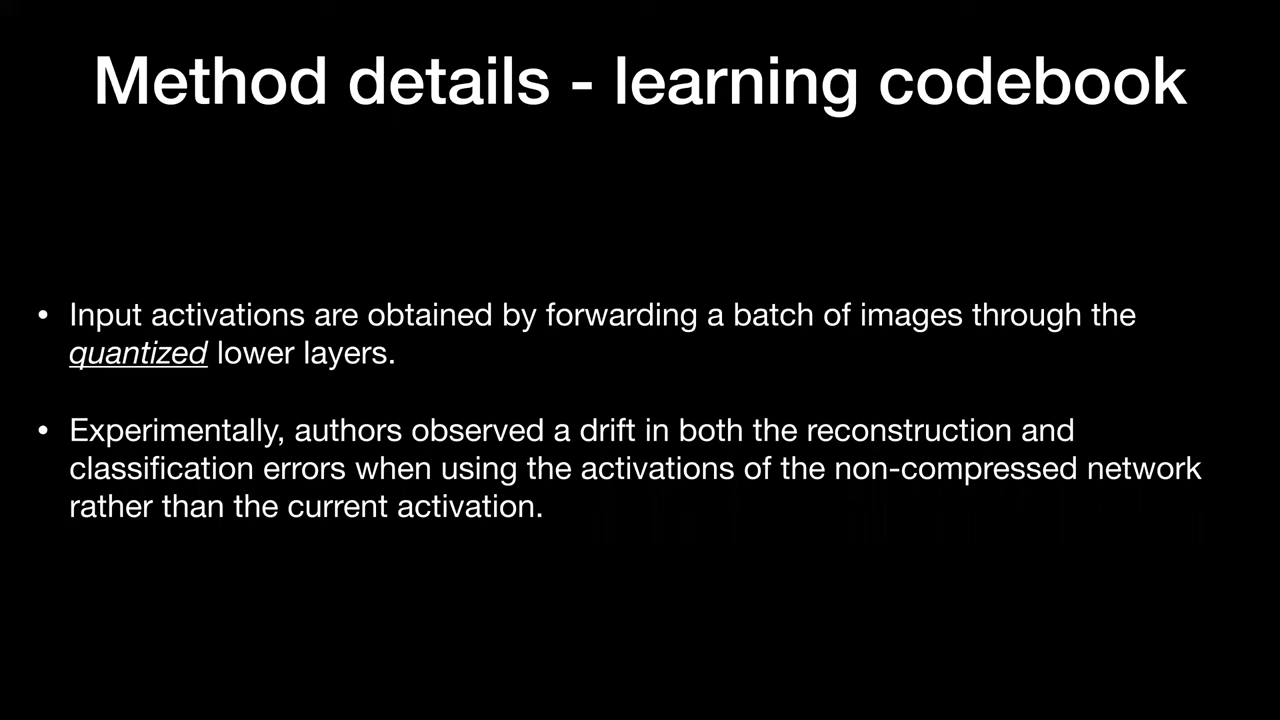 Method details - learning codebook
• Input activations are obtained by forwarding a batch of images through the
quantized lower layers.
• Experimentally, authors observed a drift in both the reconstruction and
classification errors when using the activations of the non-compressed network
rather than the current activation.